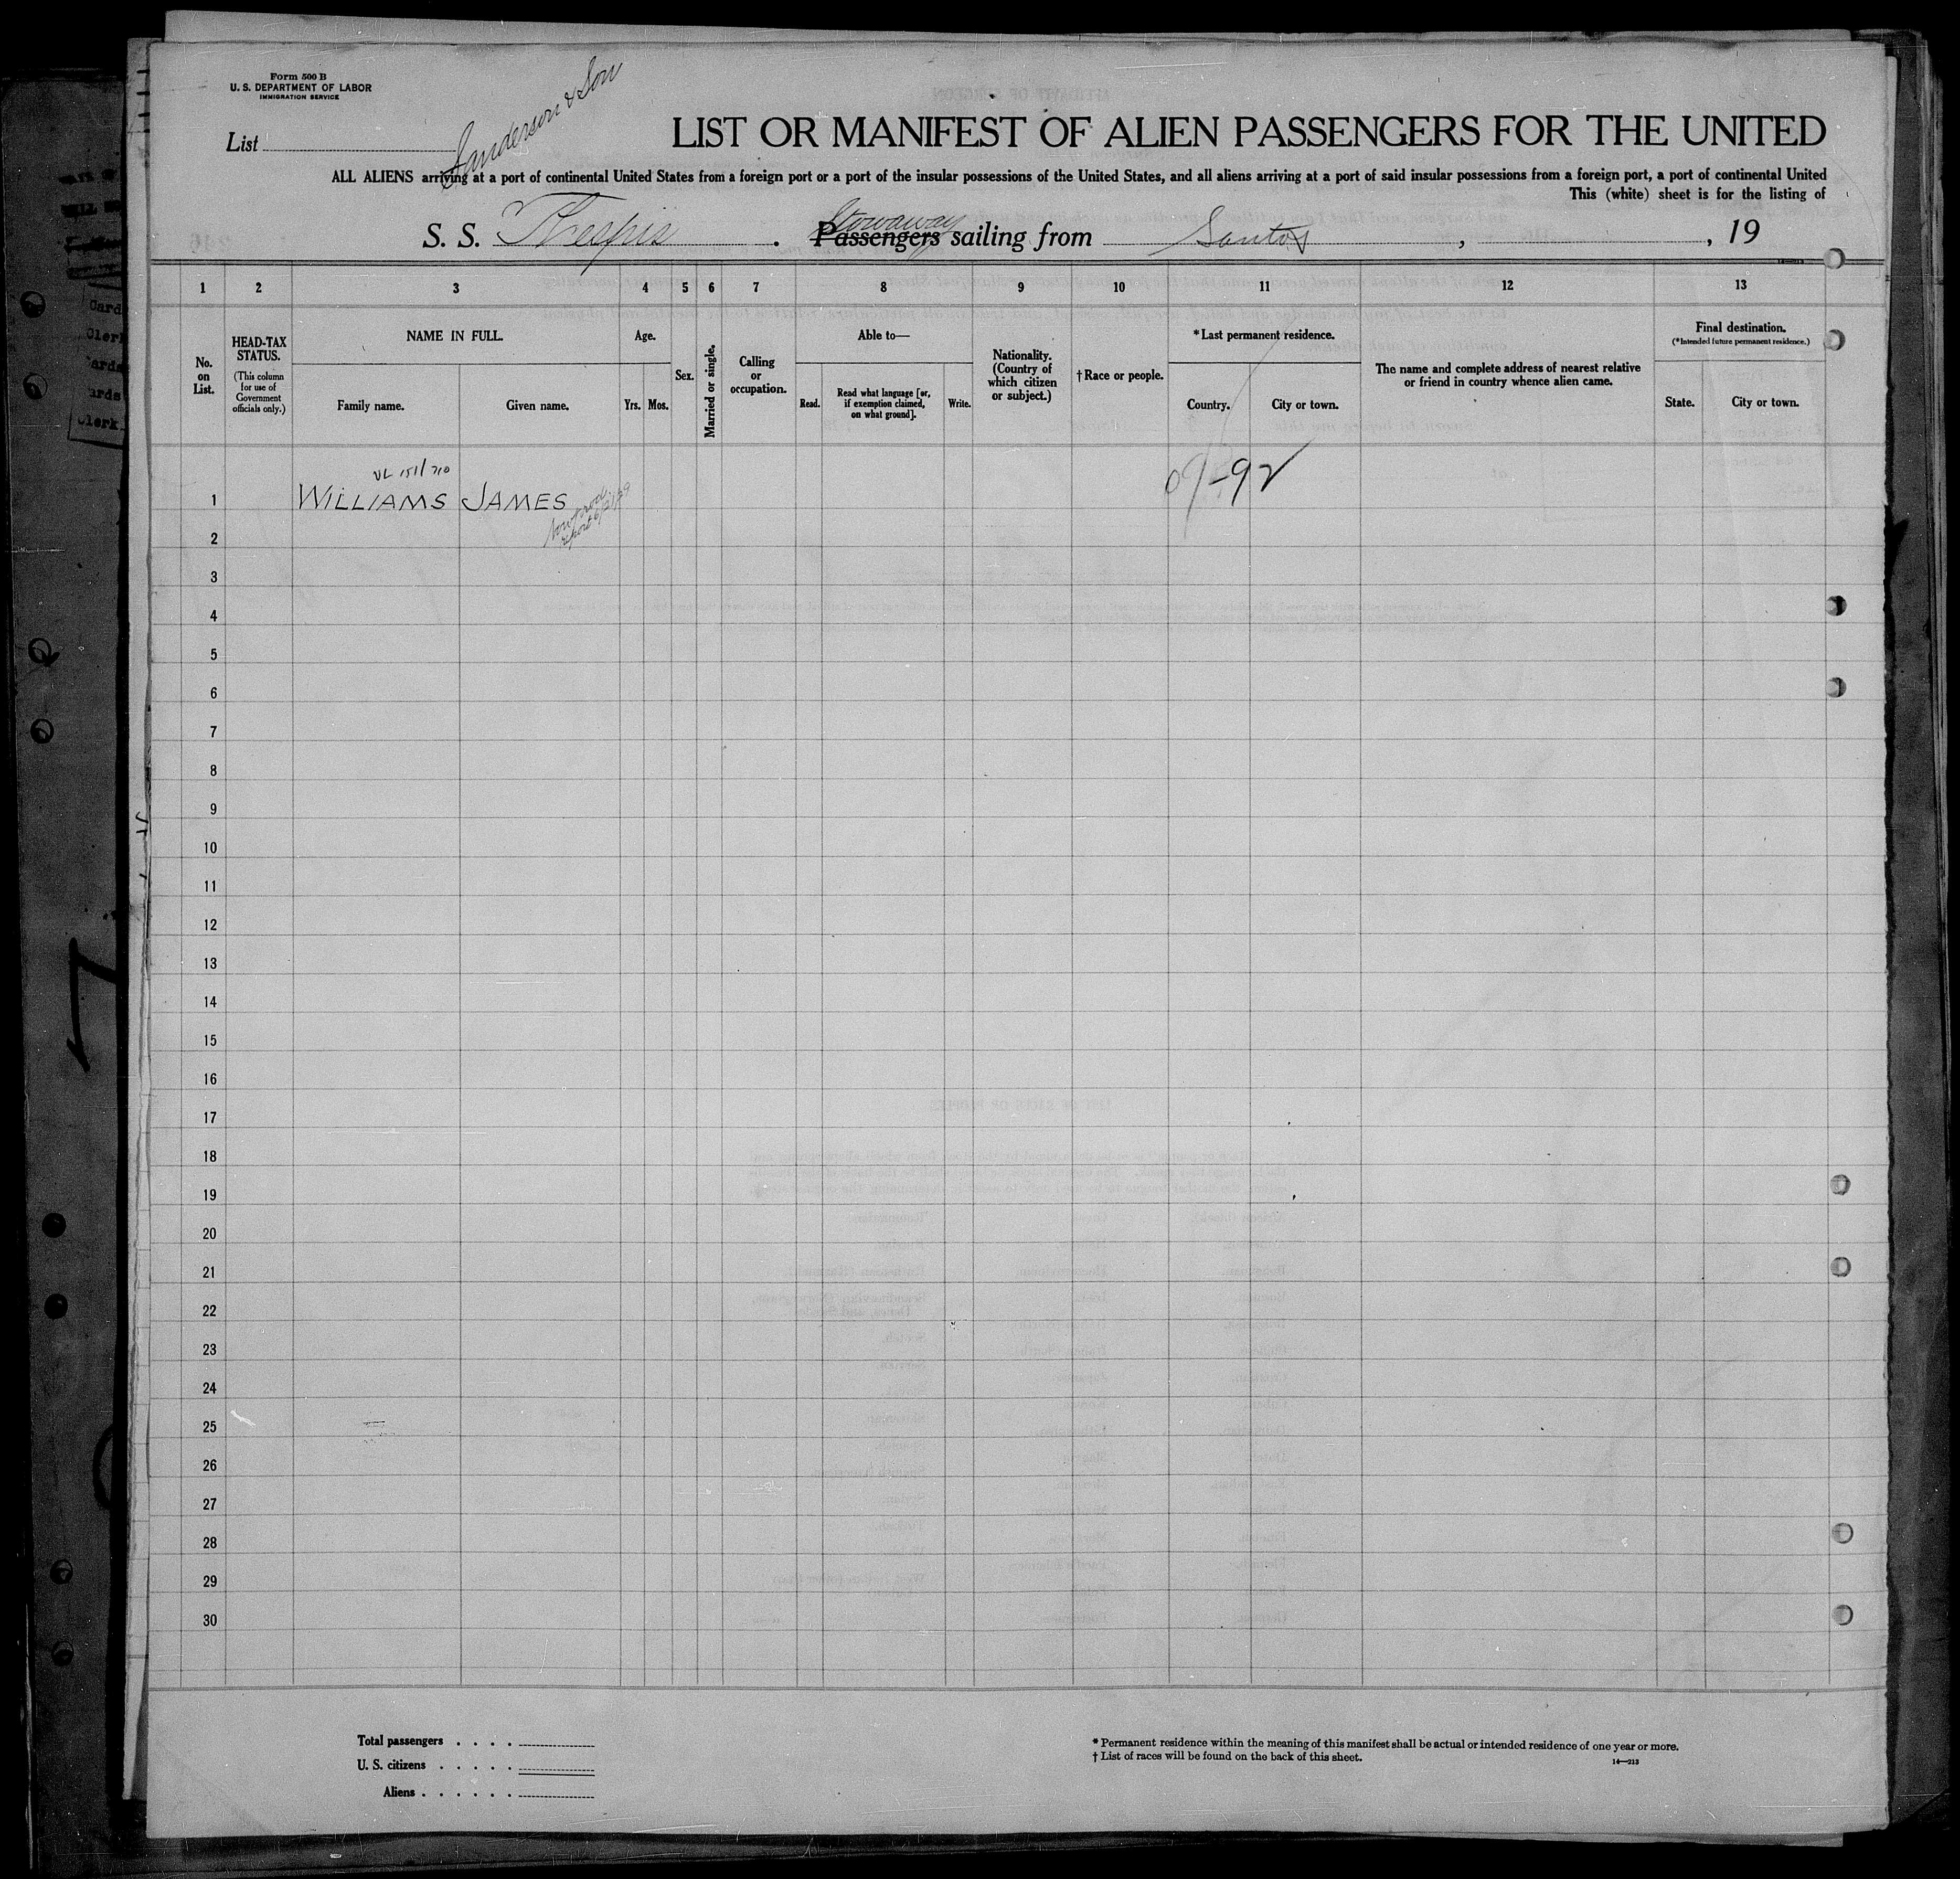 Form 500 B
U. S. DEPARTMENT OF LABOR
IMMIGRATION SERVICE
List
Sanderson & Son
LIST OR MANIFEST OF ALIEN PASSENGERS FOR THE UNITED
ALL ALIENS arriving at a port of continental United States from a foreign port or a port of the insular possessions of the United States, and all aliens arriving at a port of said insular possessions from a foreign port, a port of continental United
This (white) sheet is for the listing of
Stowaway
S. S. Thespis . Passengers sailing from Santos , , 19
1 2 3 4 5 6 7 8 9 10 11 12 13
No. on List.
HEAD-TAX STATUS.
(This column for use of Government officials only.)
NAME IN FULL.
Family name. Given name.
Age.
Yrs. Mos.
Sex.
Married or single.
Calling or occupation.
Able to—
Read. Read what language [or, if exemption claimed, on what ground]. Write.
Nationality. (Country of which citizen or subject.)
† Race or people.
* Last permanent residence.
Country. City or town.
The name and complete address of nearest relative or friend in country whence alien came.
Final destination.
(* Intended future permanent residence.)
State. City or town.
VL 151/710
1 WILLIAMS JAMES 09-92
2
3
4
5
6
7
8
9
10
11
12
13
14
15
16
17
18
19
20
21
22
23
24
25
26
27
28
29
30
Total passengers . . . .
U. S. citizens . . . . .
Aliens . . . . . .
* Permanent residence within the meaning of this manifest shall be actual or intended residence of one year or more.
† List of races will be found on the back of this sheet.
14—213